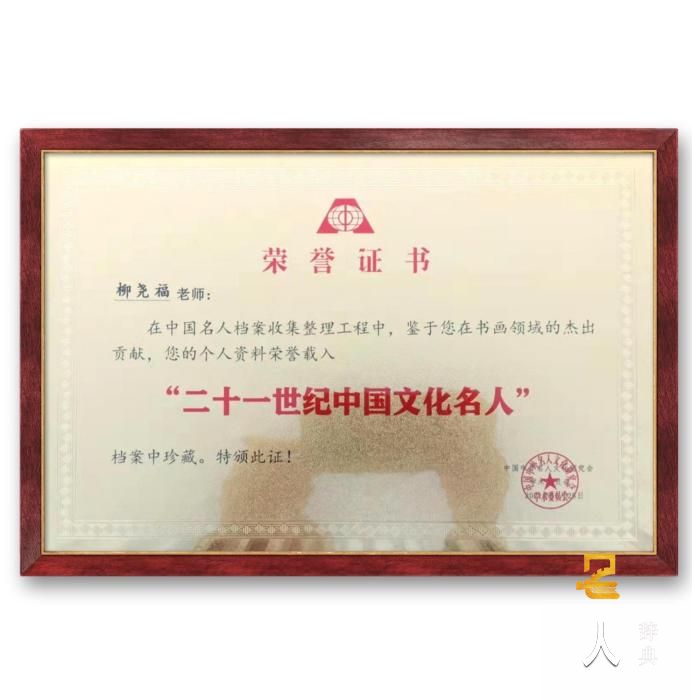 荣誉证书
柳尧福 老师：
在中国名人档案收集整理工程中，鉴于您在书画领域的杰出
贡献，您的个人资料荣誉载入
“二十一世纪中国文化名人”
档案中珍藏。特颁此证！
名人
辞典